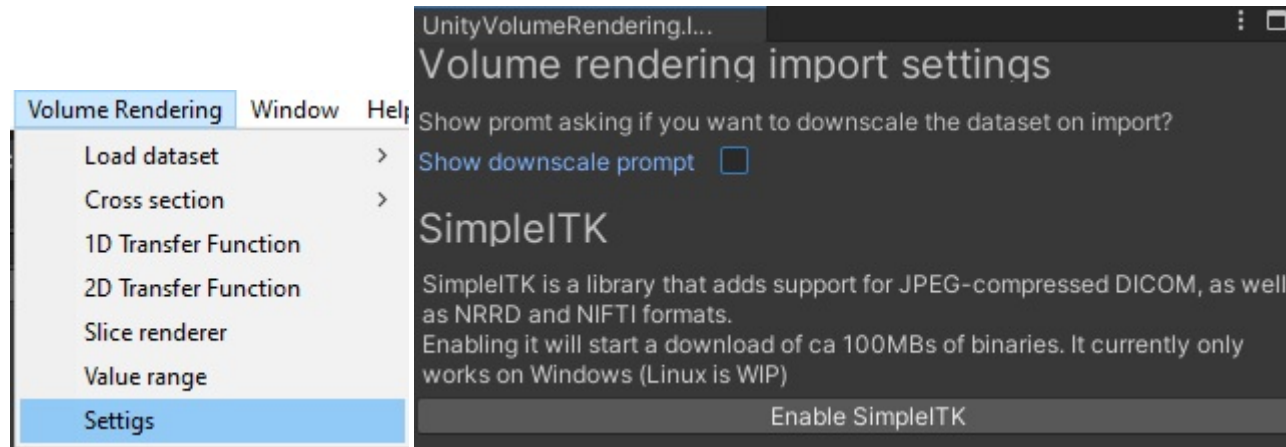 Volume Rendering Window Help
Load dataset
Cross section
1D Transfer Function
2D Transfer Function
Slice renderer
Value range
Settigs
UnityVolumeRendering.I...
Volume rendering import settings
Show promt asking if you want to downscale the dataset on import?
Show downscale prompt
SimpleITK
SimpleITK is a library that adds support for JPEG-compressed DICOM, as well
as NRRD and NIFTI formats.
Enabling it will start a download of ca 100MBs of binaries. It currently only
works on Windows (Linux is WIP)
Enable SimpleITK